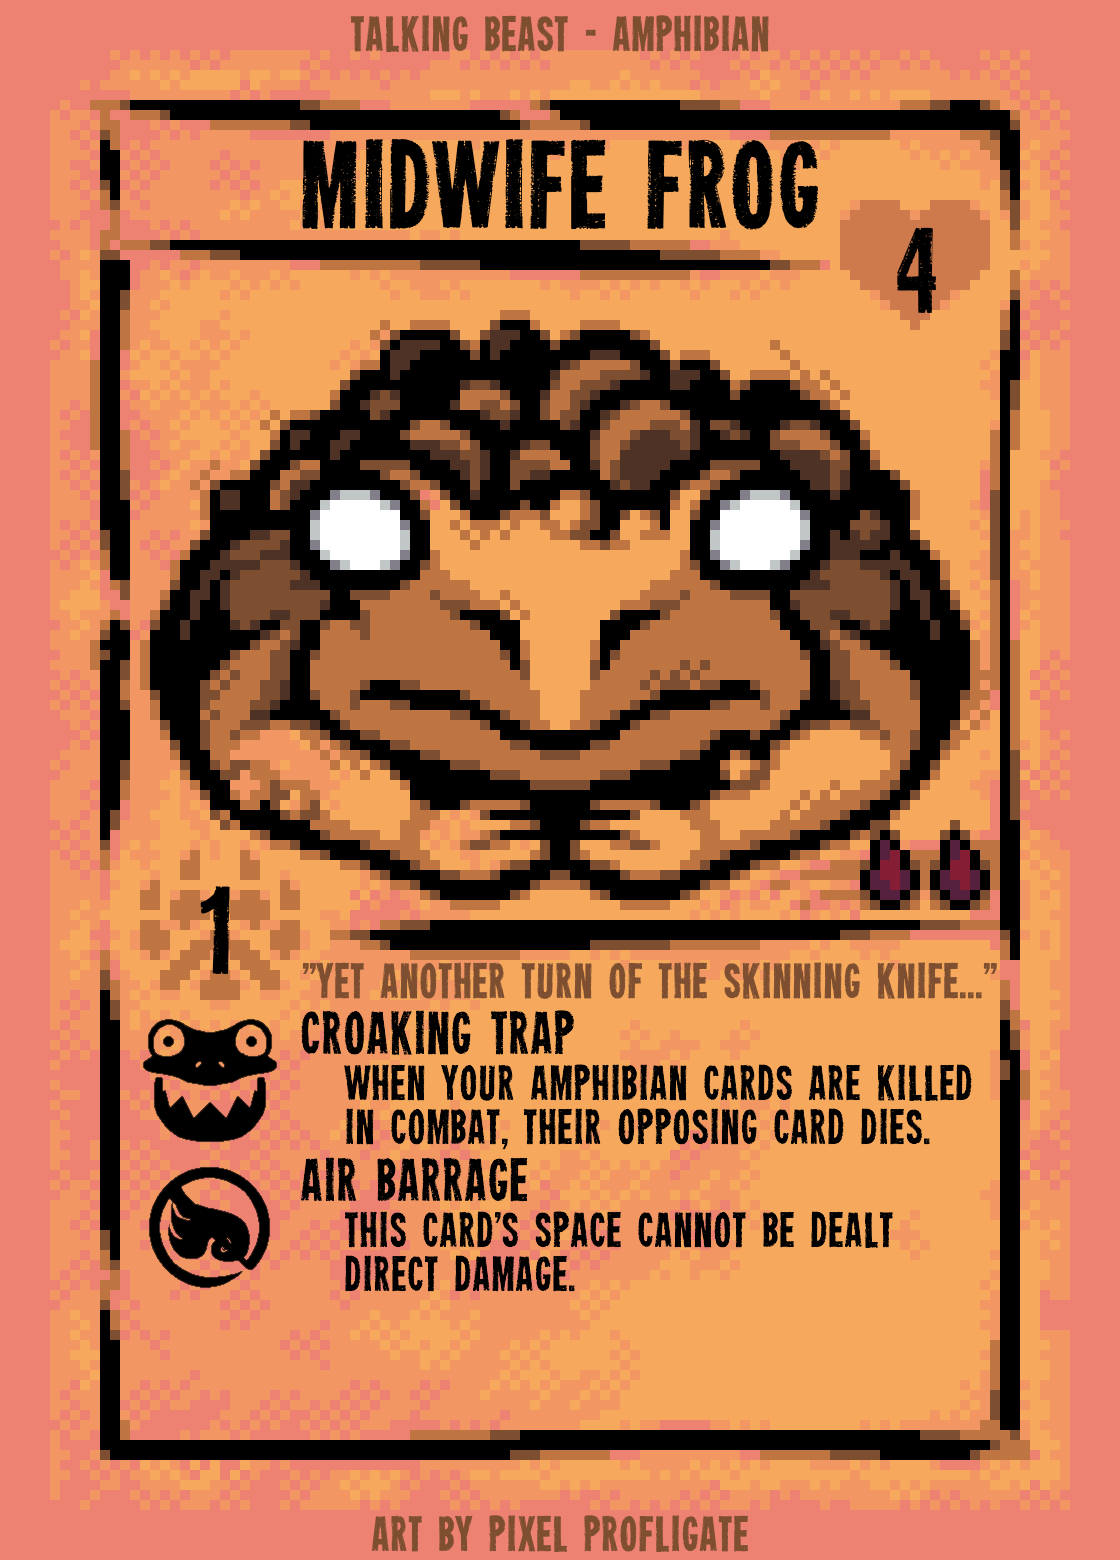 TALKING BEAST - AMPHIBIAN
MIDWIFE FROG
4
1
"YET ANOTHER TURN OF THE SKINNING KNIFE..."
CROAKING TRAP
WHEN YOUR AMPHIBIAN CARDS ARE KILLED
IN COMBAT, THEIR OPPOSING CARD DIES.
AIR BARRAGE
THIS CARD'S SPACE CANNOT BE DEALT
DIRECT DAMAGE.
ART BY PIXEL PROFLIGATE